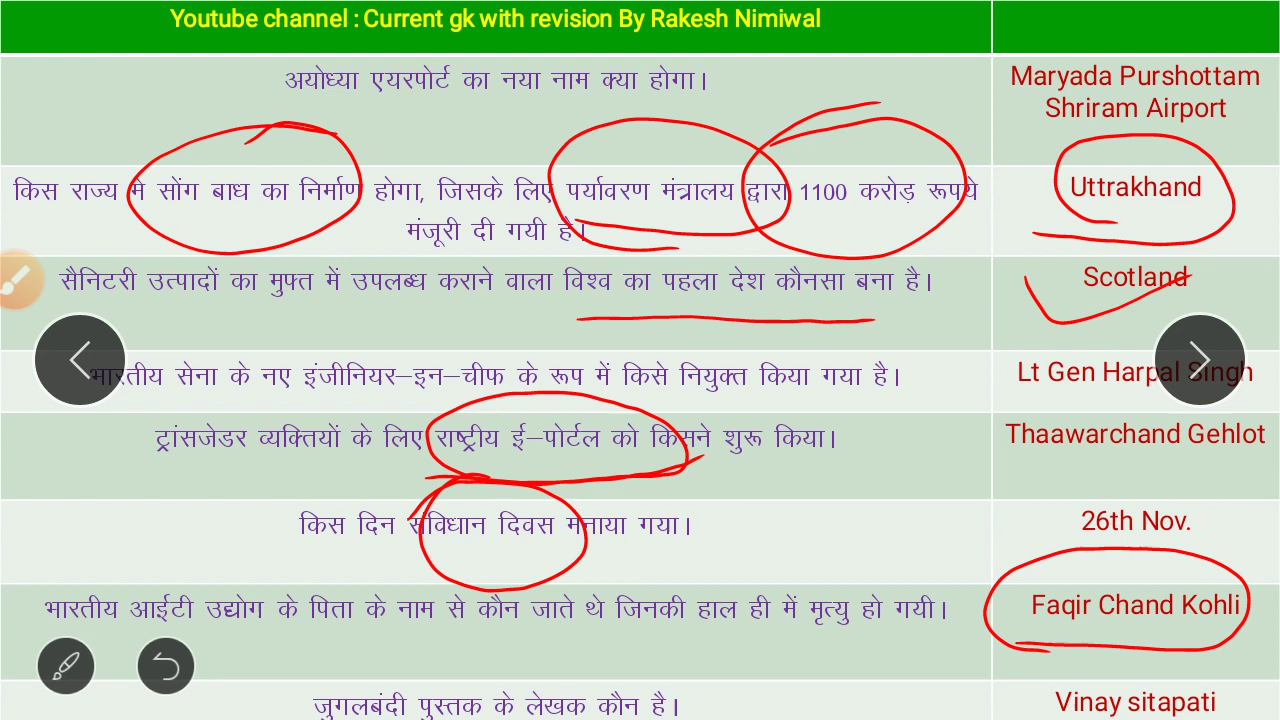 Youtube channel : Current gk with revision By Rakesh Nimiwal
अयोध्या एयरपोर्ट का नया नाम क्या होगा।
Maryada Purshottam
Shriram Airport
किस राज्य मे सोंग बाध का निर्माण होगा, जिसके लिए पर्यावरण मंत्रालय द्वारा 1100 करोड़ रूपये
मंजूरी दी गयी है।
Uttrakhand
सैनिटरी उत्पादों का मुफ्त में उपलब्ध कराने वाला विश्व का पहला देश कौनसा बना है।
Scotland
भारतीय सेना के नए इंजीनियर–इन–चीफ के रूप में किसे नियुक्त किया गया है।
Lt Gen Harpal Singh
ट्रांसजेडर व्यक्तियों के लिए राष्ट्रीय ई–पोर्टल को किसने शुरू किया।
Thaawarchand Gehlot
किस दिन संविधान दिवस मनाया गया।
26th Nov.
भारतीय आईटी उद्योग के पिता के नाम से कौन जाते थे जिनकी हाल ही में मृत्यु हो गयी।
Faqir Chand Kohli
जुगलबंदी पुस्तक के लेखक कौन है।
Vinay sitapati